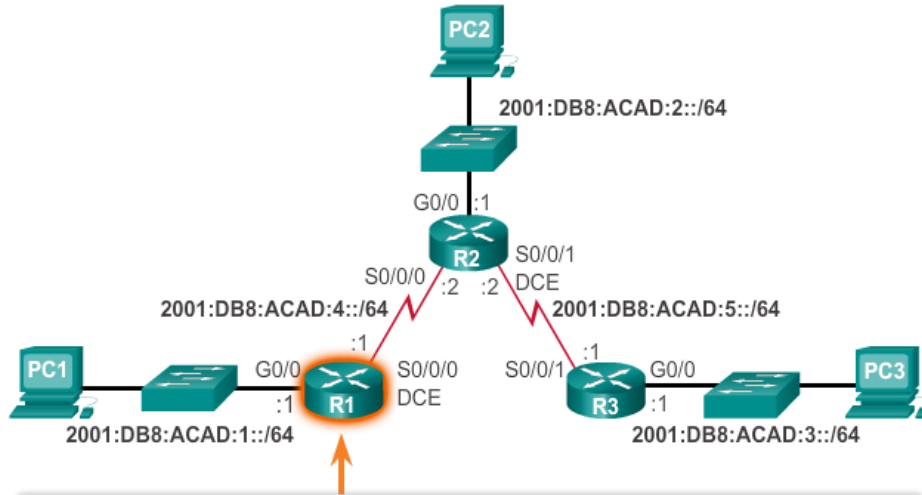 PC2
2001:DB8:ACAD:2::/64
G0/0 :1
R2
S0/0/0
S0/0/1
:2 :2
DCE
2001:DB8:ACAD:4::/64
2001:DB8:ACAD:5::/64
:1
:1
PC1
G0/0
S0/0/0
S0/0/1
G0/0
PC3
:1
R1
DCE
R3
:1
2001:DB8:ACAD:1::/64
2001:DB8:ACAD:3::/64